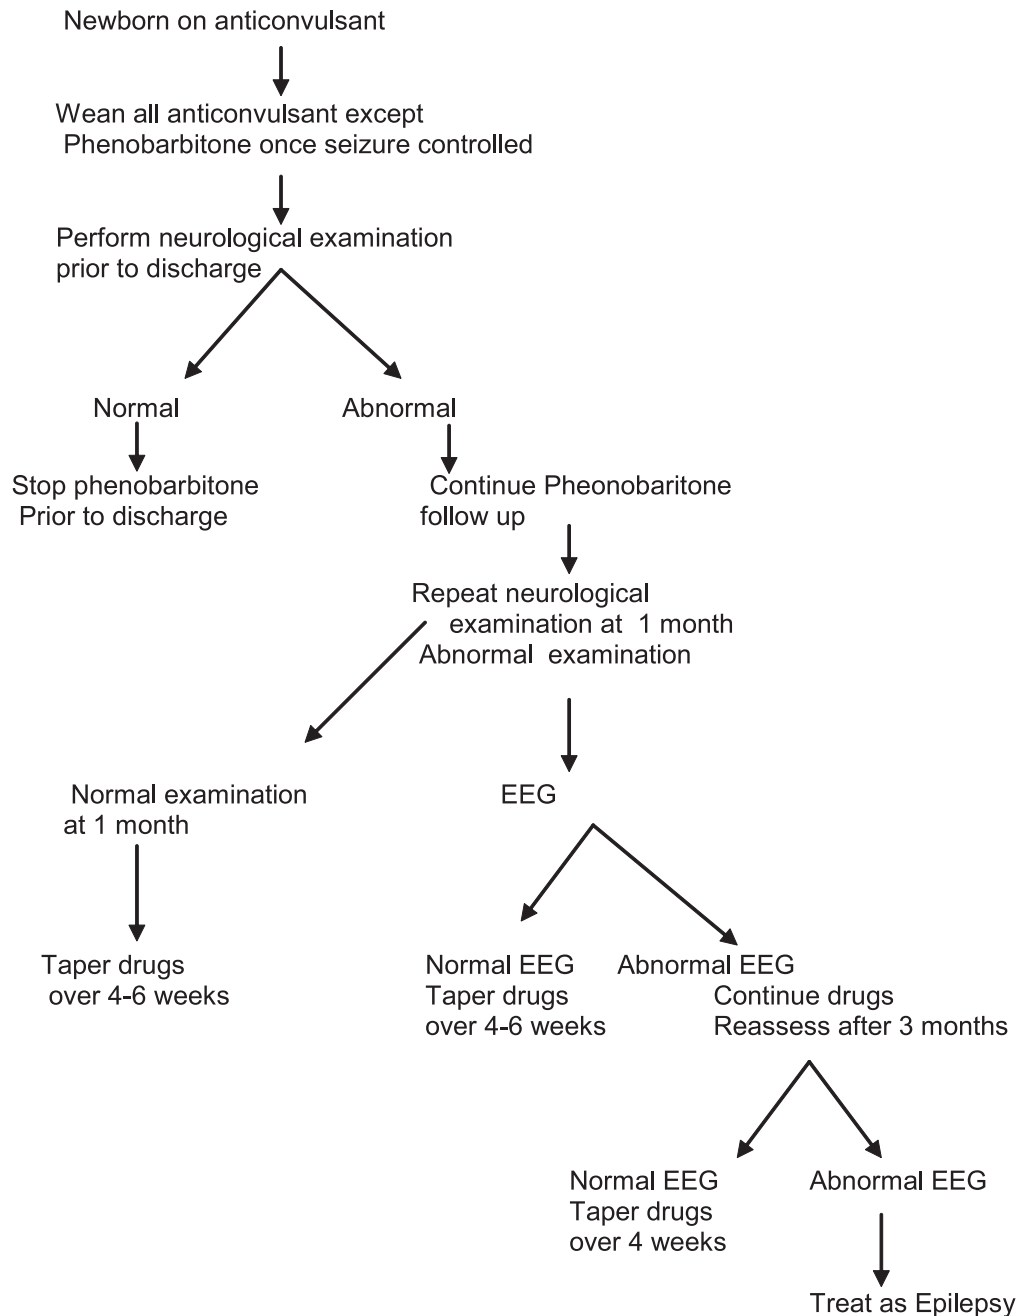 Newborn on anticonvulsant
Wean all anticonvulsant except
Phenobarbitone once seizure controlled
Perform neurological examination
prior to discharge
Normal
Abnormal
Stop phenobarbitone
Prior to discharge
Continue Pheonobaritone
follow up
Repeat neurological
examination at 1 month
Abnormal examination
Normal examination
at 1 month
EEG
Taper drugs
over 4-6 weeks
Normal EEG
Taper drugs
over 4-6 weeks
Abnormal EEG
Continue drugs
Reassess after 3 months
Normal EEG
Taper drugs
over 4 weeks
Abnormal EEG
Treat as Epilepsy